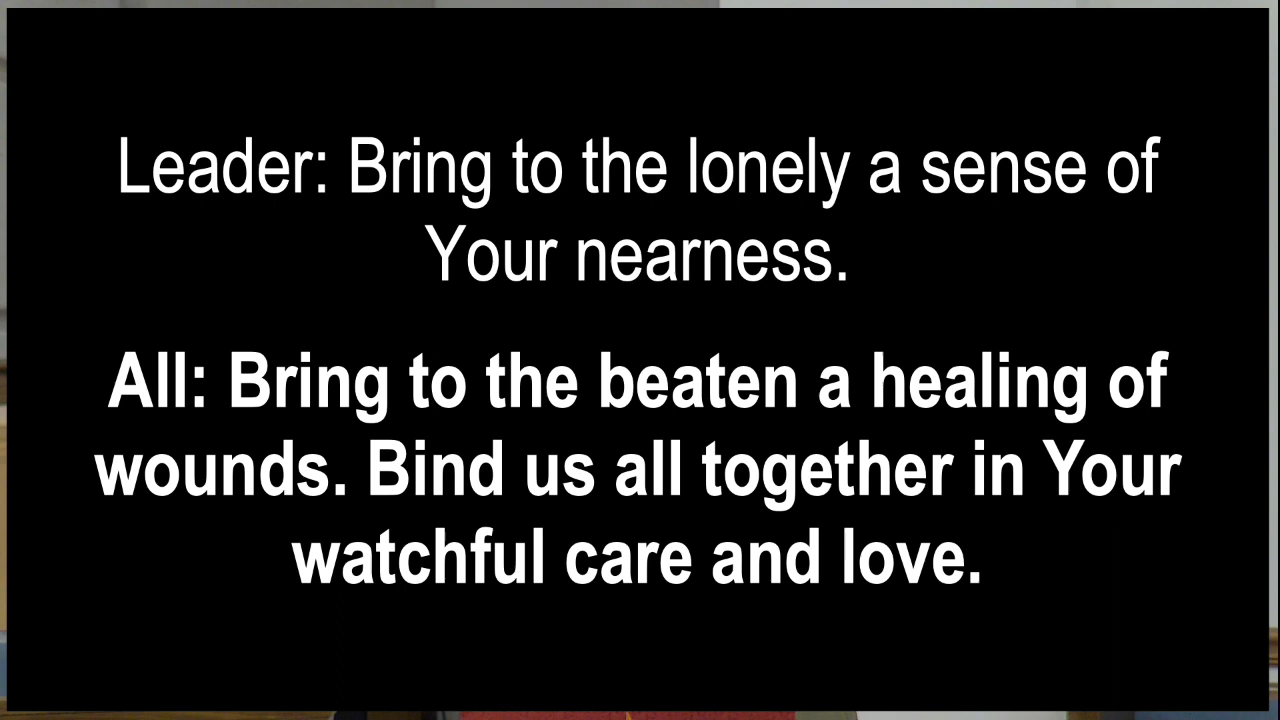 Leader: Bring to the lonely a sense of
Your nearness.
All: Bring to the beaten a healing of
wounds. Bind us all together in Your
watchful care and love.